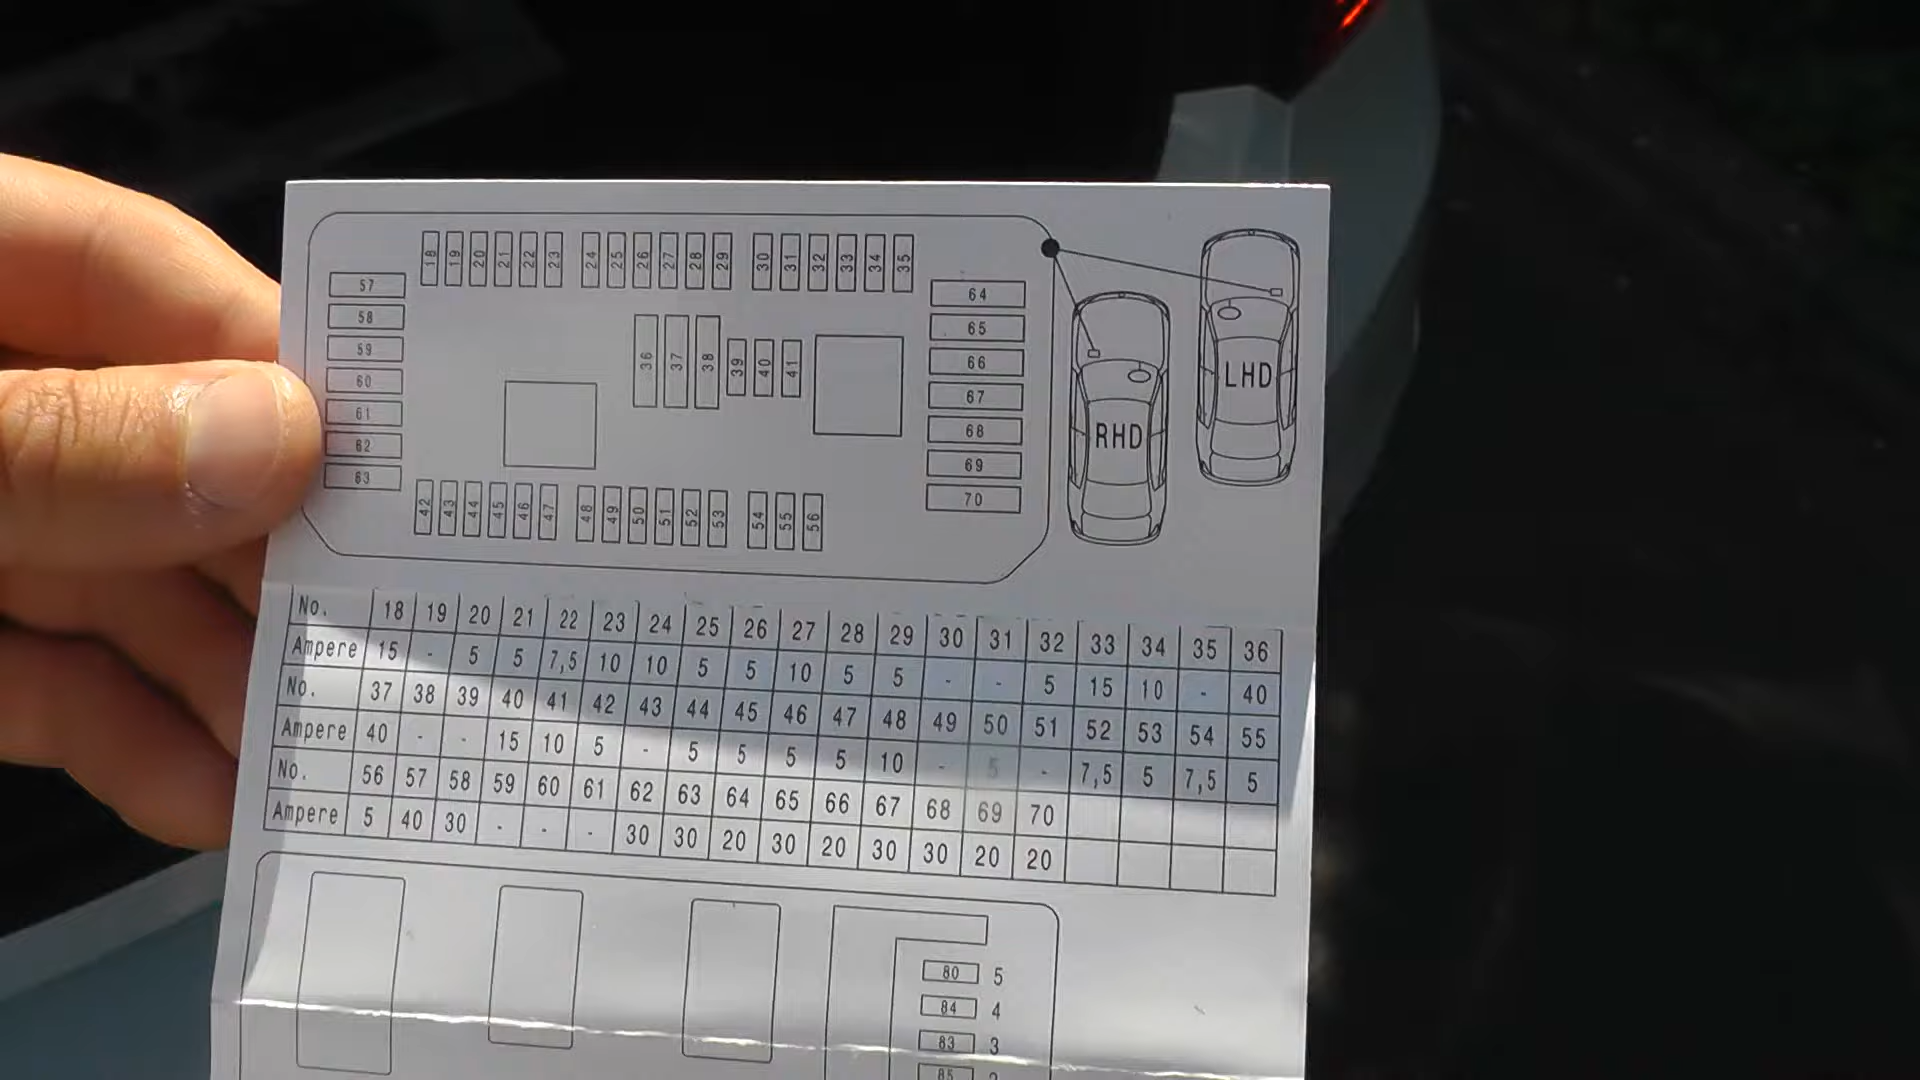 18 19 20 21 22 23 24 25 26 27 28 29 30 31 32 33 34 35
57
58
59
60
61
62
63
36 37 38 39 40 41
64
65
66
67
68
69
70
RHD
LHD
42 43 44 45 46 47 48 49 50 51 52 53 54 55 56
No. 18 19 20 21 22 23 24 25 26 27 28 29 30 31 32 33 34 35 36
Ampere 15 - 5 5 7,5 10 10 5 5 10 5 5 - - 5 15 10 - 40
No. 37 38 39 40 41 42 43 44 45 46 47 48 49 50 51 52 53 54 55
Ampere 40 - - 15 10 5 - 5 5 5 5 10 - 5 - 7,5 5 7,5 5
No. 56 57 58 59 60 61 62 63 64 65 66 67 68 69 70
Ampere 5 40 30 - - - 30 30 20 30 20 30 30 20 20
80 5
84 4
83 3
85